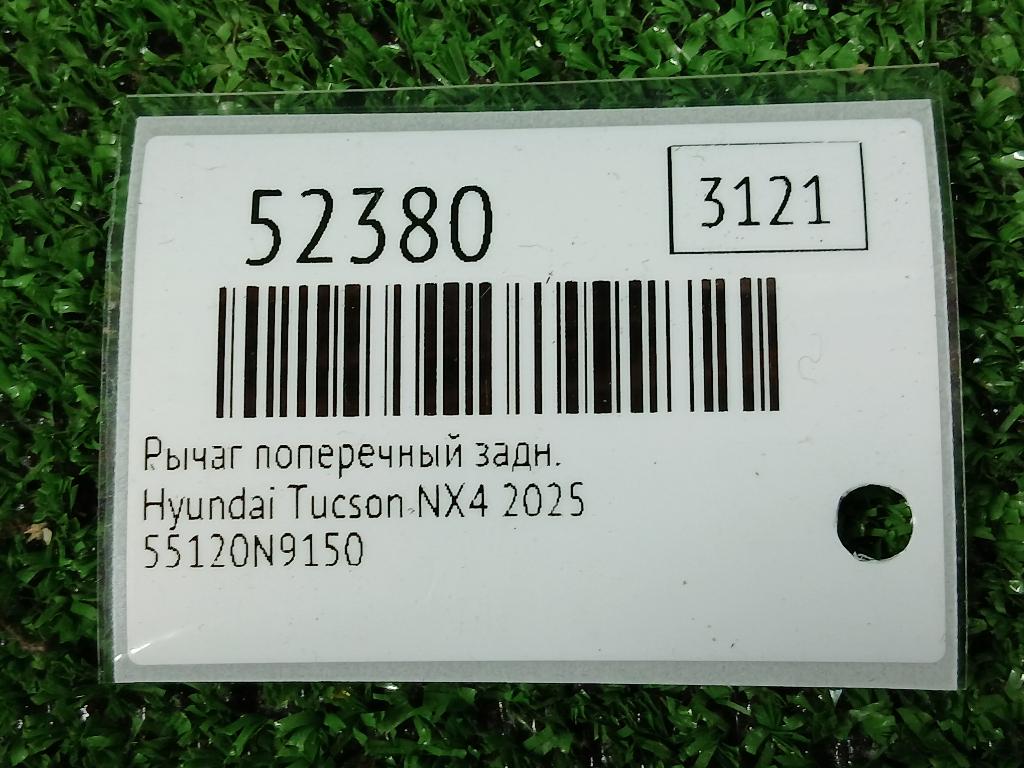 52380
3121
Рычаг поперечный задн.
Hyundai Tucson NX4 2025
55120N9150